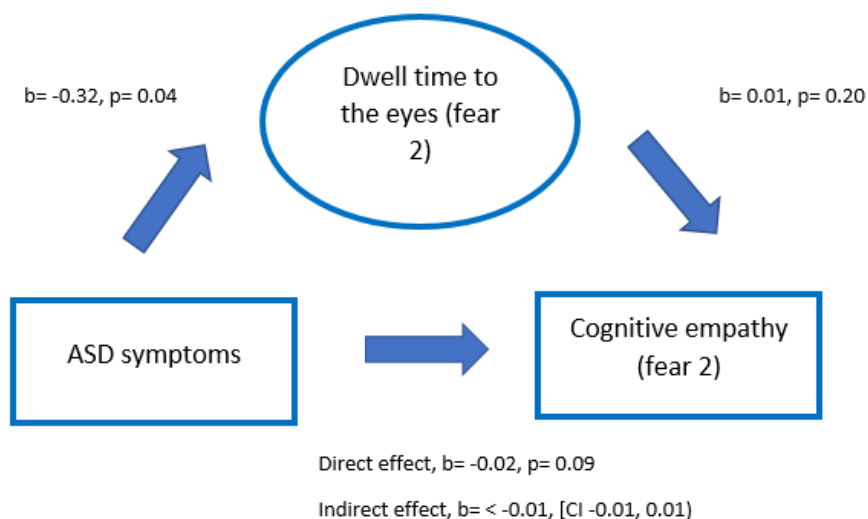 Dwell time to
the eyes (fear
2)
b= -0.32, p= 0.04
b= 0.01, p= 0.20
ASD symptoms
Cognitive empathy
(fear 2)
Direct effect, b= -0.02, p= 0.09
Indirect effect, b= < -0.01, [CI -0.01, 0.01)